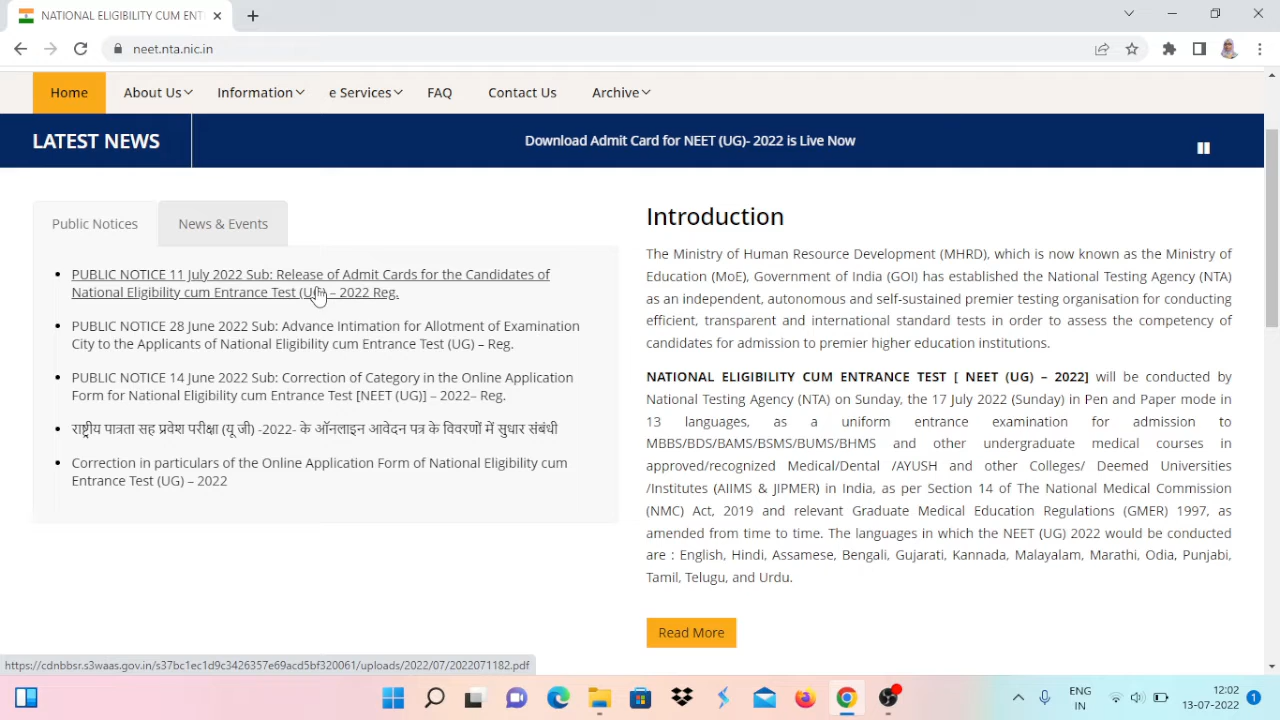 NATIONAL ELIGIBILITY CUM ENT
neet.nta.nic.in
Home About Us Information e Services FAQ Contact Us Archive
LATEST NEWS
Download Admit Card for NEET (UG)- 2022 is Live Now
Public Notices News & Events
PUBLIC NOTICE 11 July 2022 Sub: Release of Admit Cards for the Candidates of
National Eligibility cum Entrance Test (UG) – 2022 Reg.
PUBLIC NOTICE 28 June 2022 Sub: Advance Intimation for Allotment of Examination
City to the Applicants of National Eligibility cum Entrance Test (UG) – Reg.
PUBLIC NOTICE 14 June 2022 Sub: Correction of Category in the Online Application
Form for National Eligibility cum Entrance Test [NEET (UG)] – 2022– Reg.
राष्ट्रीय पात्रता सह प्रवेश परीक्षा (यू जी) -2022- के ऑनलाइन आवेदन पत्र के विवरणों में सुधार संबंधी
Correction in particulars of the Online Application Form of National Eligibility cum
Entrance Test (UG) – 2022
Introduction
The Ministry of Human Resource Development (MHRD), which is now known as the Ministry of
Education (MoE), Government of India (GOI) has established the National Testing Agency (NTA)
as an independent, autonomous and self-sustained premier testing organisation for conducting
efficient, transparent and international standard tests in order to assess the competency of
candidates for admission to premier higher education institutions.
NATIONAL ELIGIBILITY CUM ENTRANCE TEST [ NEET (UG) – 2022] will be conducted by
National Testing Agency (NTA) on Sunday, the 17 July 2022 (Sunday) in Pen and Paper mode in
13 languages, as a uniform entrance examination for admission to
MBBS/BDS/BAMS/BSMS/BUMS/BHMS and other undergraduate medical courses in
approved/recognized Medical/Dental /AYUSH and other Colleges/ Deemed Universities
/Institutes (AIIMS & JIPMER) in India, as per Section 14 of The National Medical Commission
(NMC) Act, 2019 and relevant Graduate Medical Education Regulations (GMER) 1997, as
amended from time to time. The languages in which the NEET (UG) 2022 would be conducted
are : English, Hindi, Assamese, Bengali, Gujarati, Kannada, Malayalam, Marathi, Odia, Punjabi,
Tamil, Telugu, and Urdu.
Read More
https://cdnbbsr.s3waas.gov.in/s37bc1ec1d9c3426357e69acd5bf320061/uploads/2022/07/2022071182.pdf
ENG
IN
12:02
13-07-2022
1